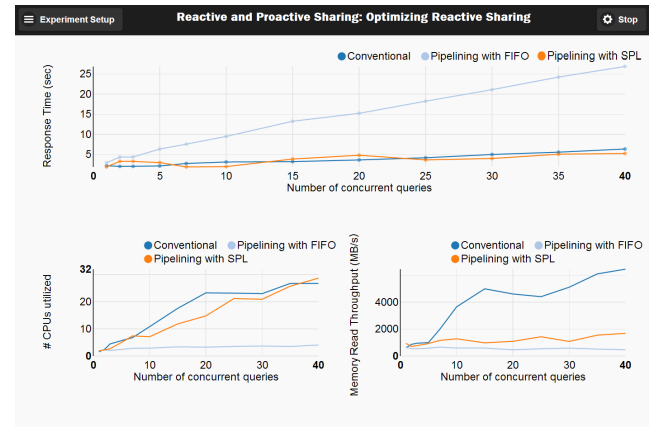 Experiment Setup
Reactive and Proactive Sharing: Optimizing Reactive Sharing
Stop
Conventional Pipelining with FIFO Pipelining with SPL
Response Time (sec)
25
20
15
10
5
0 5 10 15 20 25 30 35 40
Number of concurrent queries
Conventional Pipelining with FIFO
Pipelining with SPL
# CPUs utilized
32
20
10
0
0 10 20 30 40
Number of concurrent queries
Conventional Pipelining with FIFO
Pipelining with SPL
Memory Read Throughput (MB/s)
4000
2000
0
0 10 20 30 40
Number of concurrent queries